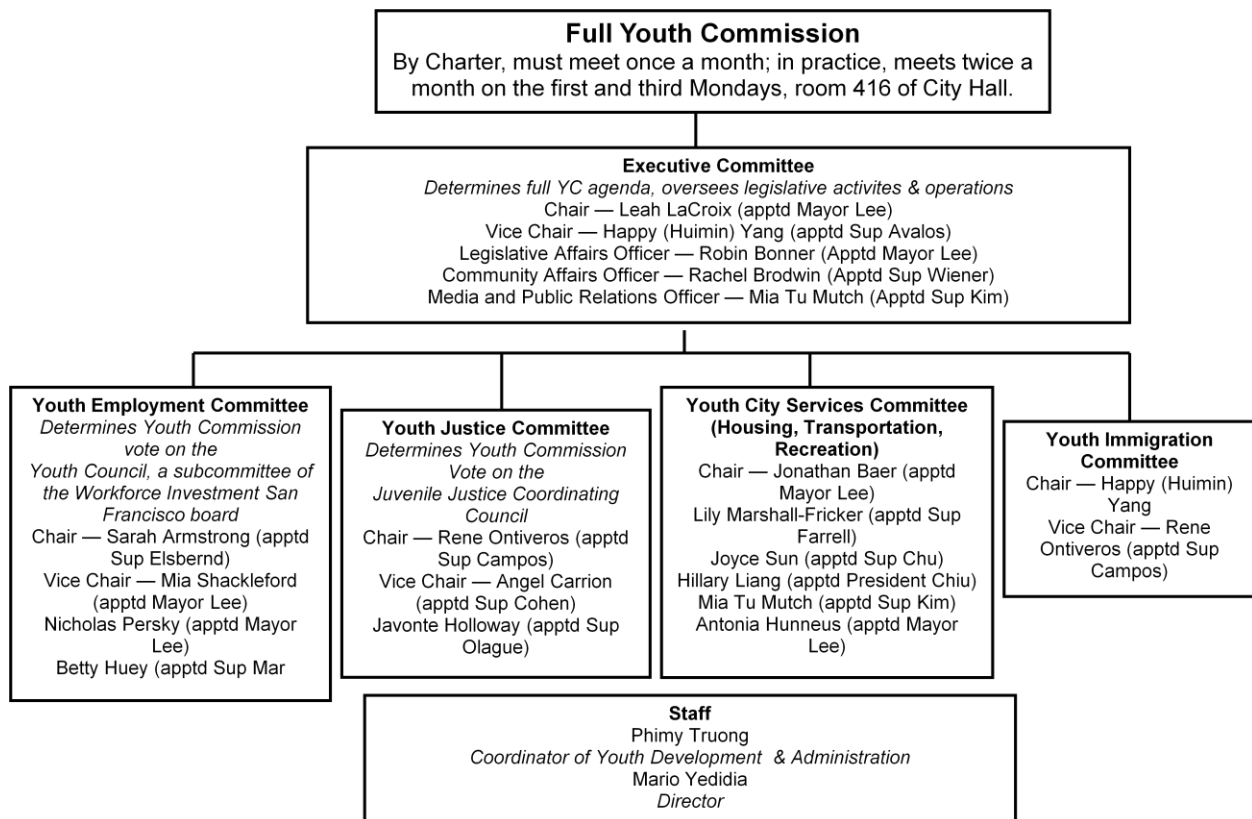 Full Youth Commission
By Charter, must meet once a month; in practice, meets twice a
month on the first and third Mondays, room 416 of City Hall.
Executive Committee
Determines full YC agenda, oversees legislative activites & operations
Chair — Leah LaCroix (apptd Mayor Lee)
Vice Chair — Happy (Huimin) Yang (apptd Sup Avalos)
Legislative Affairs Officer — Robin Bonner (Apptd Mayor Lee)
Community Affairs Officer — Rachel Brodwin (Apptd Sup Wiener)
Media and Public Relations Officer — Mia Tu Mutch (Apptd Sup Kim)
Youth Employment Committee
Determines Youth Commission
vote on the
Youth Council, a subcommittee of
the Workforce Investment San
Francisco board
Chair — Sarah Armstrong (apptd
Sup Elsbernd)
Vice Chair — Mia Shackleford
(apptd Mayor Lee)
Nicholas Persky (apptd Mayor
Lee)
Betty Huey (apptd Sup Mar
Youth Justice Committee
Determines Youth Commission
Vote on the
Juvenile Justice Coordinating
Council
Chair — Rene Ontiveros (apptd
Sup Campos)
Vice Chair — Angel Carrion
(apptd Sup Cohen)
Javonte Holloway (apptd Sup
Olague)
Youth City Services Committee
(Housing, Transportation,
Recreation)
Chair — Jonathan Baer (apptd
Mayor Lee)
Lily Marshall-Fricker (apptd Sup
Farrell)
Joyce Sun (apptd Sup Chu)
Hillary Liang (apptd President Chiu)
Mia Tu Mutch (apptd Sup Kim)
Antonia Hunneus (apptd Mayor
Lee)
Youth Immigration
Committee
Chair — Happy (Huimin)
Yang
Vice Chair — Rene
Ontiveros (apptd Sup
Campos)
Staff
Phimy Truong
Coordinator of Youth Development & Administration
Mario Yedidia
Director